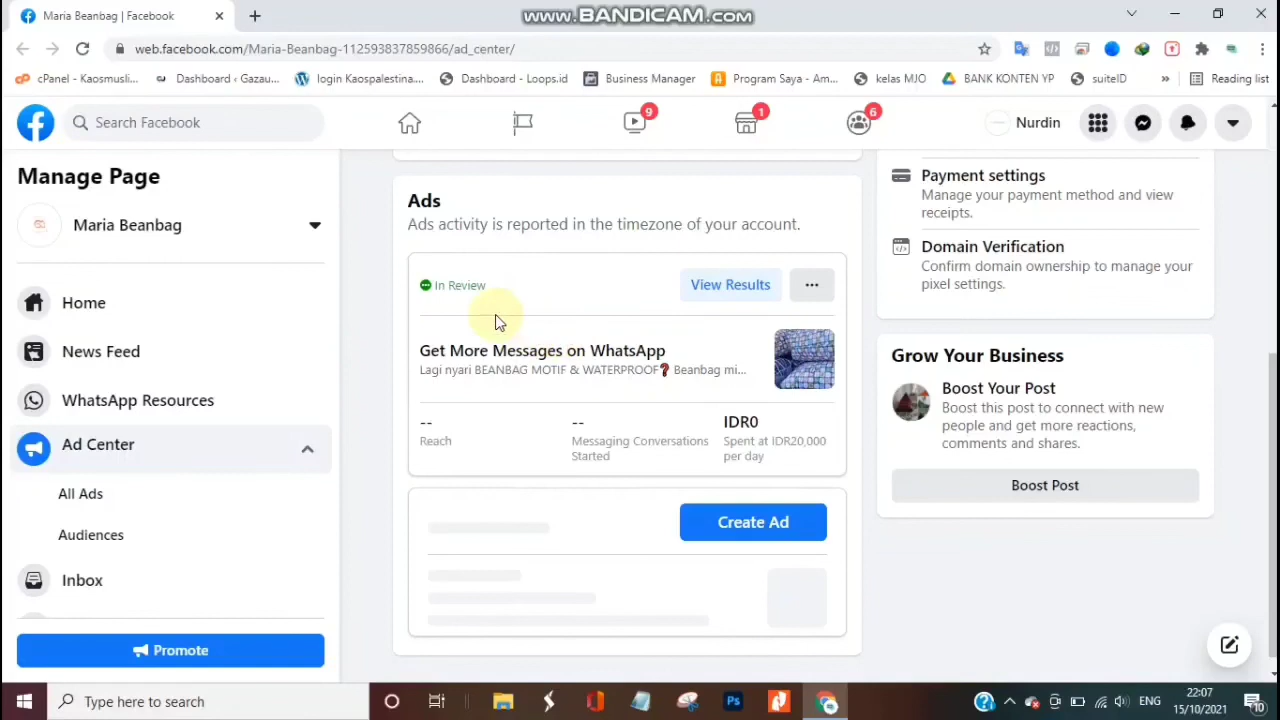 Maria Beanbag | Facebook
www.BANDICAM.com
web.facebook.com/Maria-Beanbag-112593837859866/ad_center/
cPanel - Kaosmusli...
Dashboard ‹ Gazau...
login Kaospalestina...
Dashboard - Loops.id
Business Manager
Program Saya - Am...
kelas MJO
BANK KONTEN YP
suiteID
»
Reading list
Search Facebook
9
1
6
Nurdin
Manage Page
Maria Beanbag
Home
News Feed
WhatsApp Resources
Ad Center
All Ads
Audiences
Inbox
Promote
Ads
Ads activity is reported in the timezone of your account.
In Review
View Results
...
Get More Messages on WhatsApp
Lagi nyari BEANBAG MOTIF & WATERPROOF❓ Beanbag mi...
--
Reach
--
Messaging Conversations
Started
IDR0
Spent at IDR20,000
per day
Create Ad
Payment settings
Manage your payment method and view
receipts.
Domain Verification
Confirm domain ownership to manage your
pixel settings.
Grow Your Business
Boost Your Post
Boost this post to connect with new
people and get more reactions,
comments and shares.
Boost Post
Type here to search
ENG
22:07
15/10/2021
10